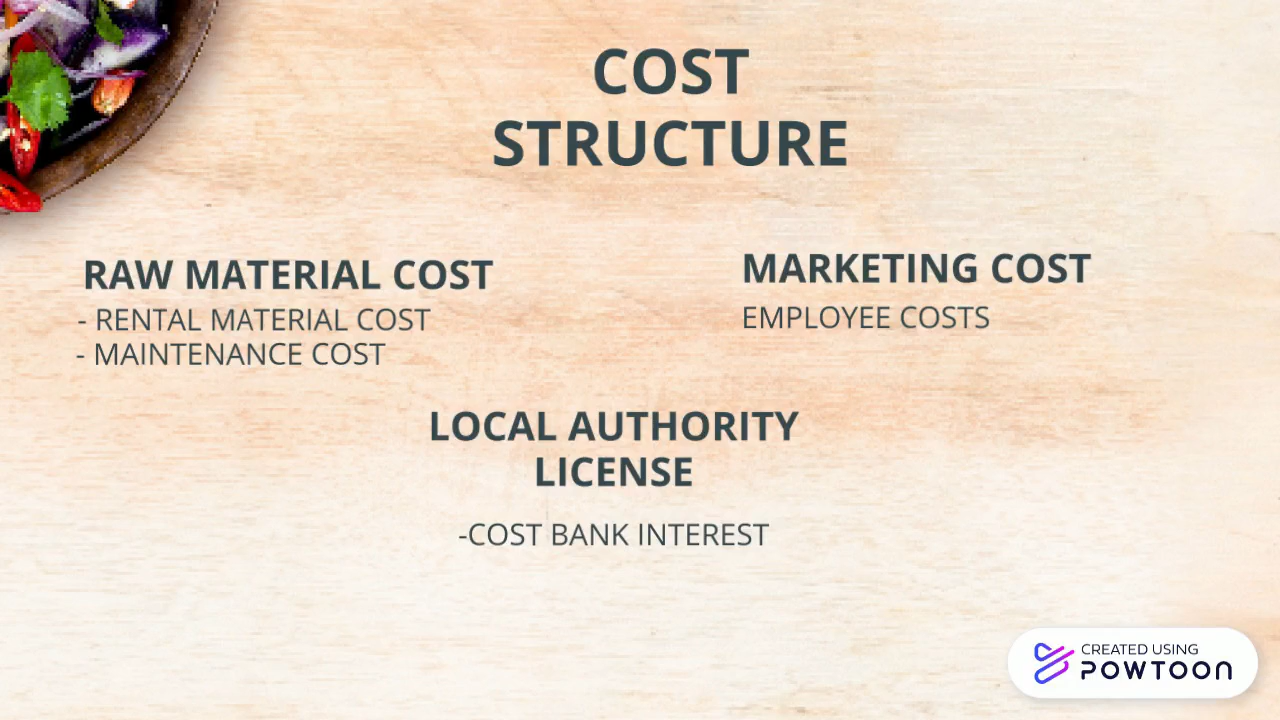 COST
STRUCTURE
RAW MATERIAL COST
- RENTAL MATERIAL COST
- MAINTENANCE COST
MARKETING COST
EMPLOYEE COSTS
LOCAL AUTHORITY
LICENSE
-COST BANK INTEREST
CREATED USING
POWTOON